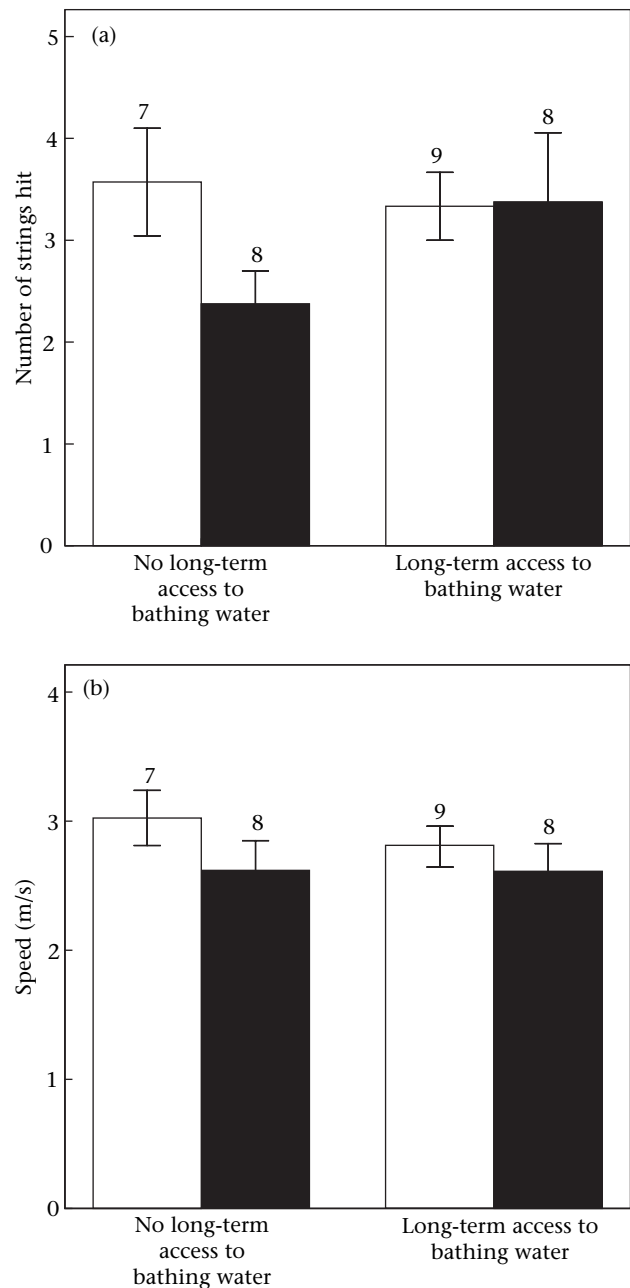 (a)
5
4
3
2
1
0
Number of strings hit
7
8
9
8
No long-term
access to
bathing water
Long-term access to
bathing water
(b)
4
3
2
1
0
Speed (m/s)
7
8
9
8
No long-term
access to
bathing water
Long-term access to
bathing water